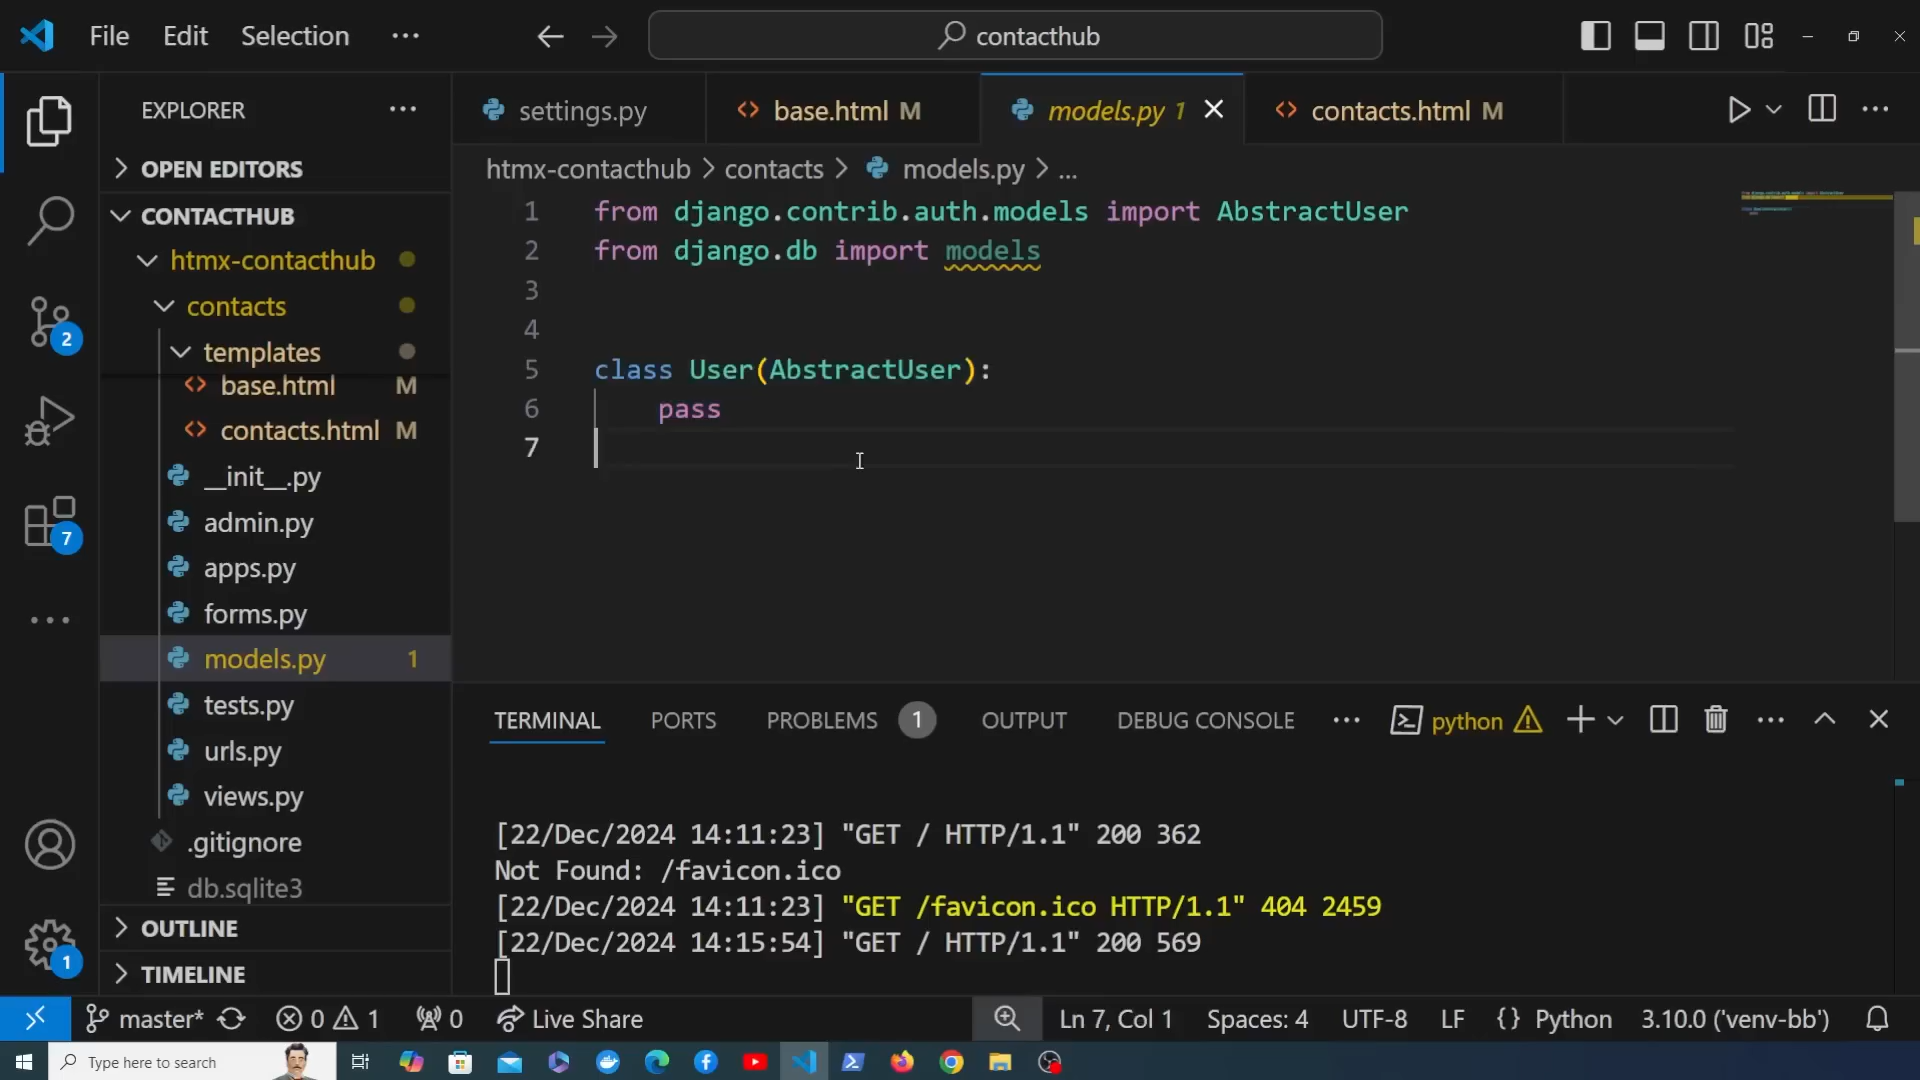 File Edit Selection ··· contacthub
EXPLORER ···
OPEN EDITORS
CONTACTHUB
htmx-contacthub
contacts
templates
base.html M
contacts.html M
__init__.py
admin.py
apps.py
forms.py
models.py 1
tests.py
urls.py
views.py
.gitignore
db.sqlite3
OUTLINE
TIMELINE
2
7
1
settings.py base.html M models.py 1 contacts.html M
htmx-contacthub > contacts > models.py > ...
1 from django.contrib.auth.models import AbstractUser
2 from django.db import models
3
4
5 class User(AbstractUser):
6 pass
7
TERMINAL PORTS PROBLEMS 1 OUTPUT DEBUG CONSOLE ··· python
[22/Dec/2024 14:11:23] "GET / HTTP/1.1" 200 362
Not Found: /favicon.ico
[22/Dec/2024 14:11:23] "GET /favicon.ico HTTP/1.1" 404 2459
[22/Dec/2024 14:15:54] "GET / HTTP/1.1" 200 569
master* 0 1 0 Live Share Ln 7, Col 1 Spaces: 4 UTF-8 LF {} Python 3.10.0 ('venv-bb')
Type here to search